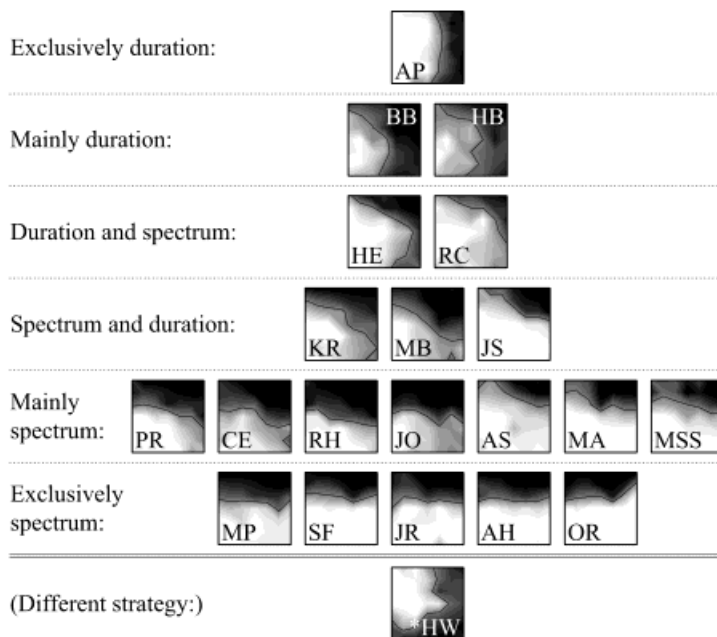 Exclusively duration:
AP
Mainly duration:
BB HB
Duration and spectrum:
HE RC
Spectrum and duration:
KR MB JS
Mainly
spectrum:
PR CE RH JO AS MA MSS
Exclusively
spectrum:
MP SF JR AH OR
(Different strategy:)
*HW